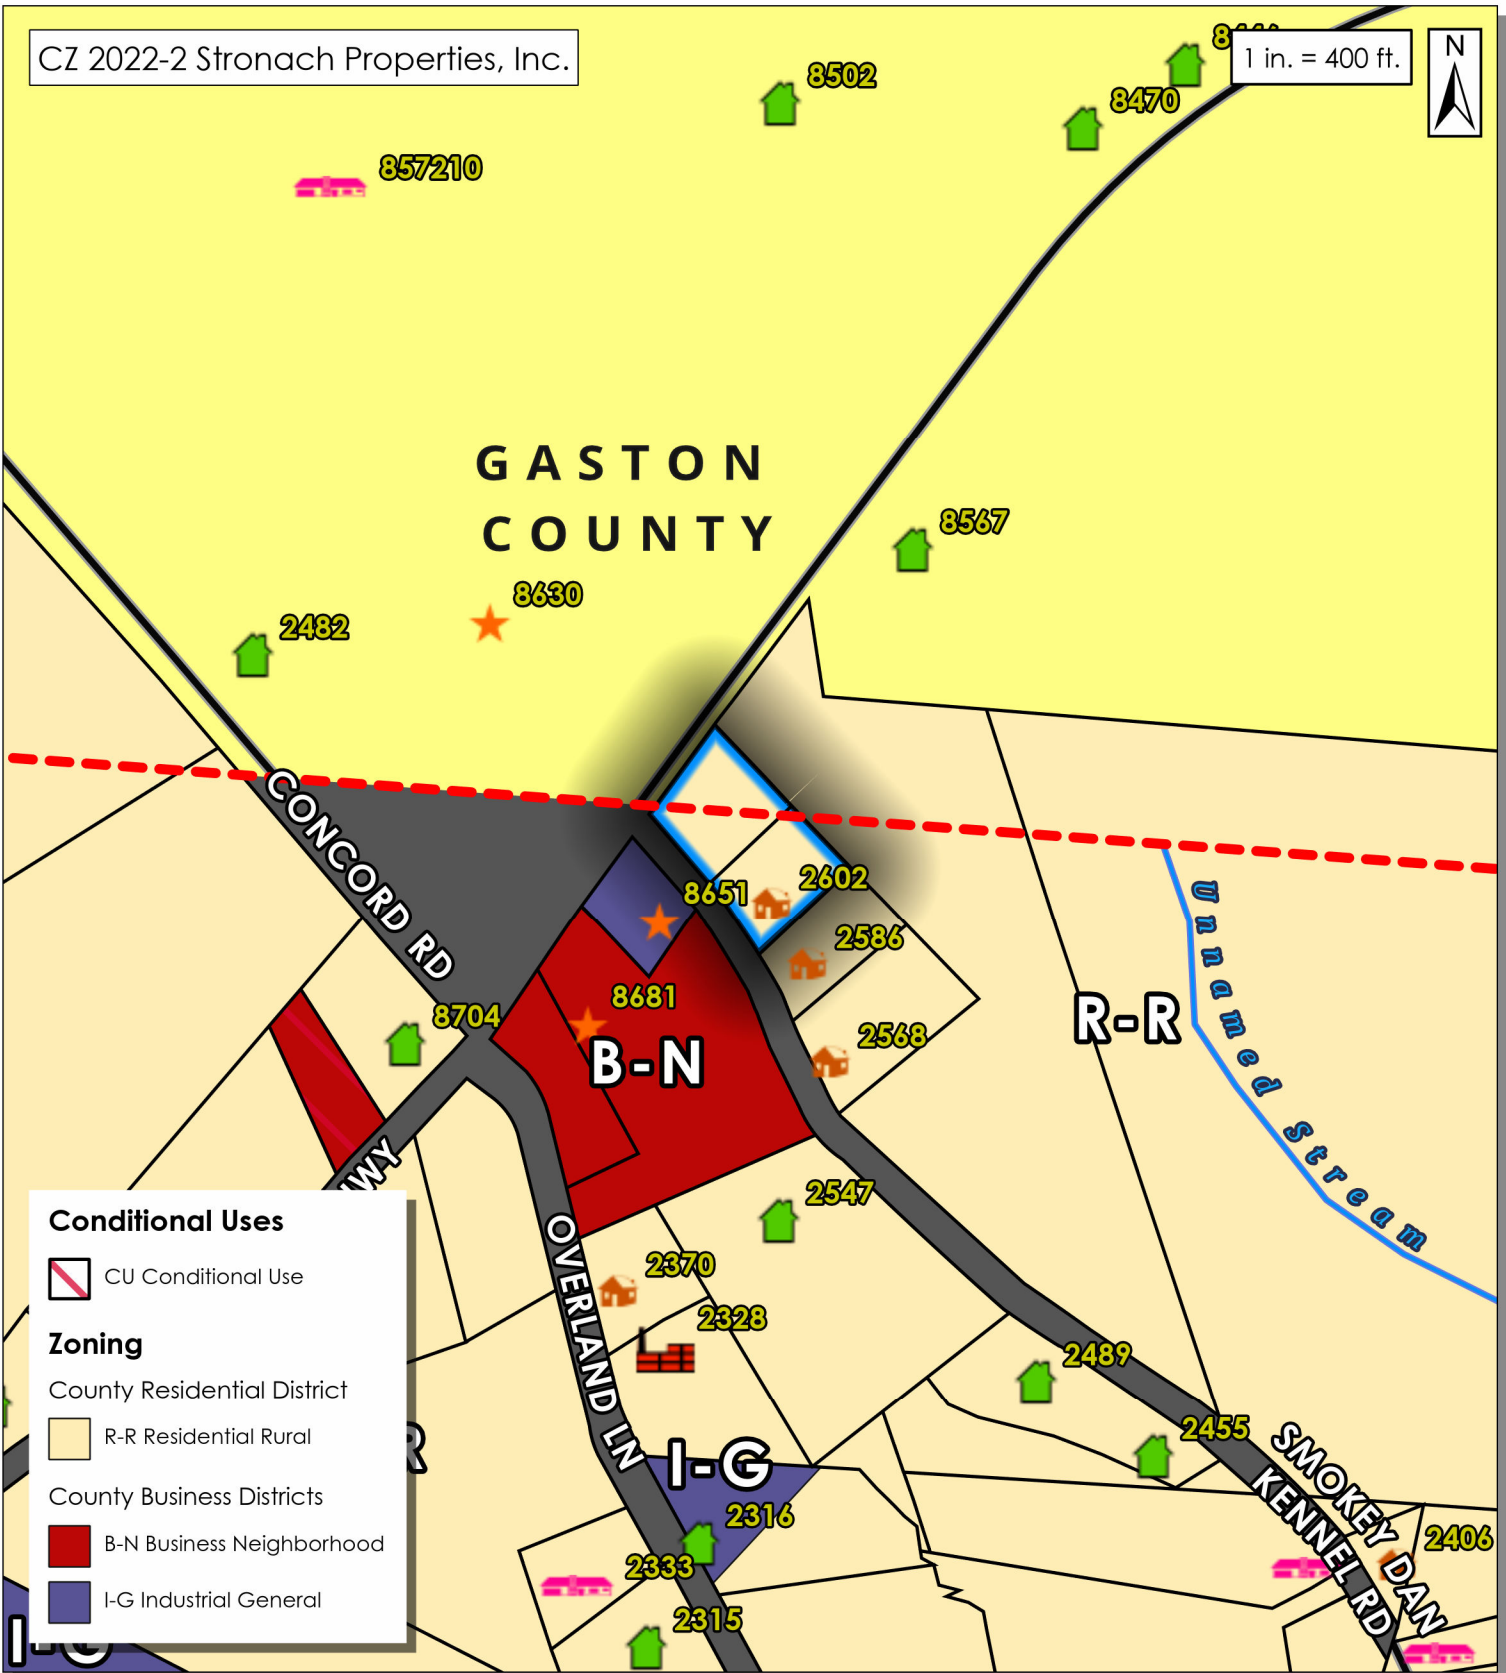 CZ 2022-2 Stronach Properties, Inc.
1 in. = 400 ft.
N
8502
8470
857210
GASTON
COUNTY
8567
8630
2482
CONCORD RD
8651
2602
2586
8681
8704
2568
B-N
R-R
Unnamed Stream
HWY
2547
2370
2328
OVERLAND LN
2489
2455
I-G
2316
2333
2315
SMOKEY DAN
KENNEL RD
2406
Conditional Uses
CU Conditional Use
Zoning
County Residential District
R-R Residential Rural
County Business Districts
B-N Business Neighborhood
I-G Industrial General
R
I-G